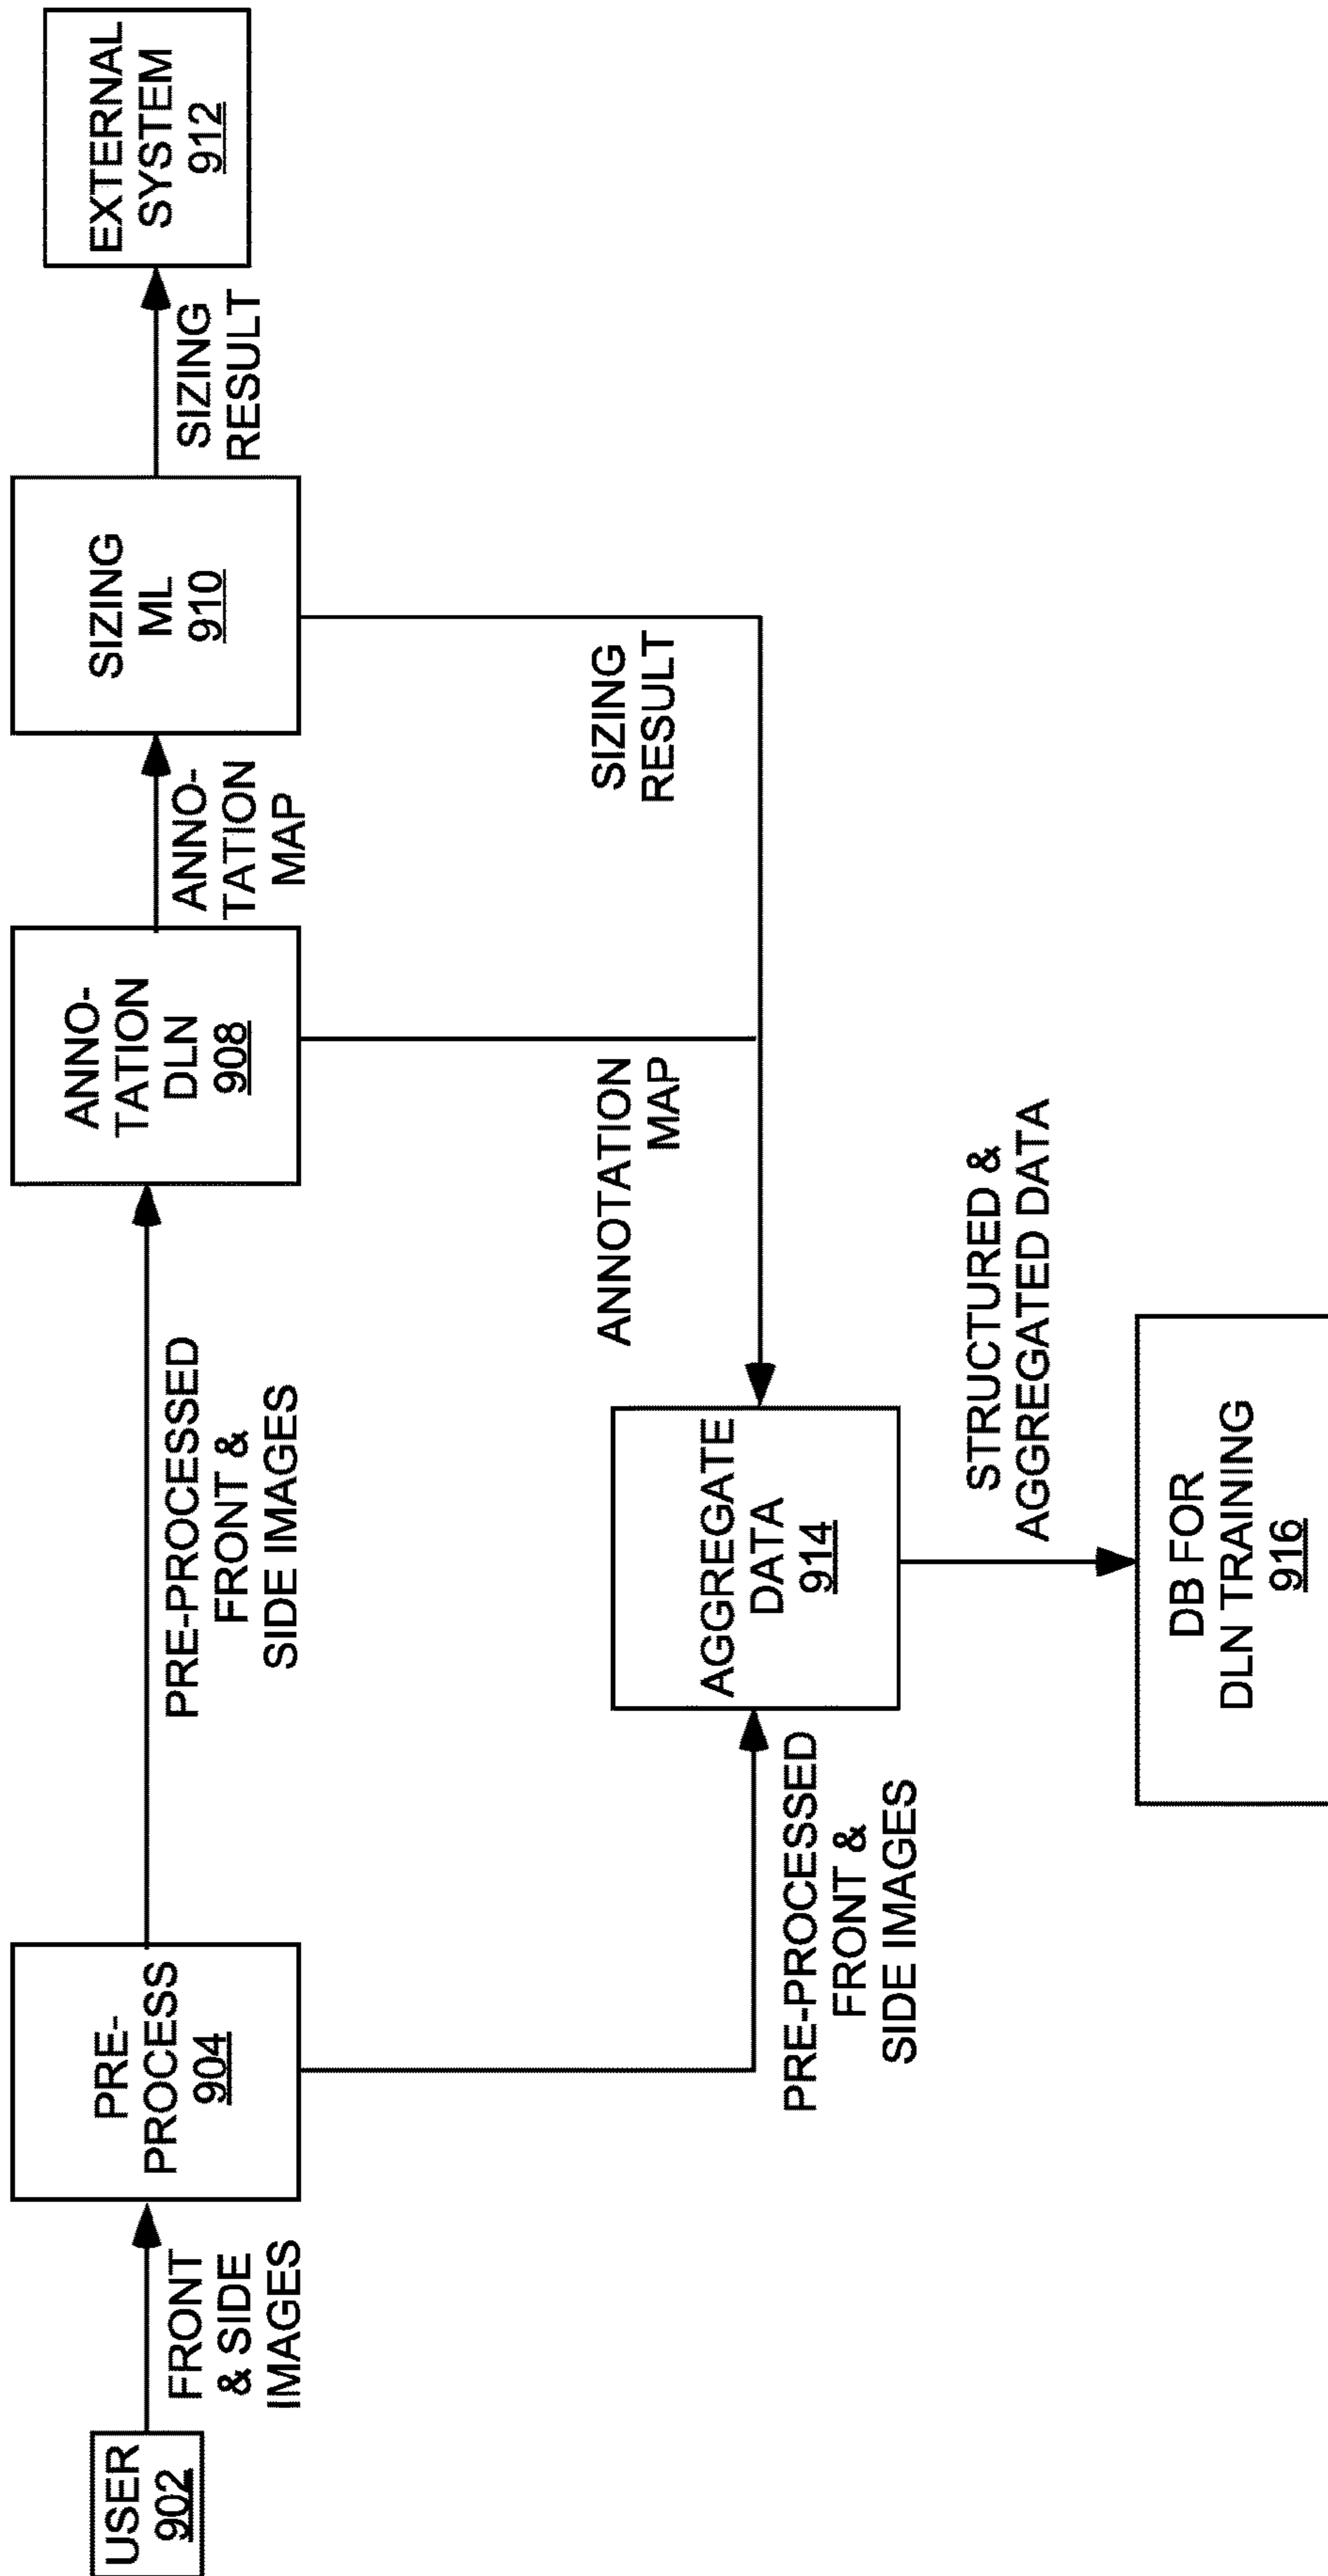 USER
902
FRONT
& SIDE
IMAGES
PRE-
PROCESS
904
PRE-PROCESSED
FRONT &
SIDE IMAGES
ANNO-
TATION
DLN
908
ANNO-
TATION
MAP
SIZING
ML
910
SIZING
RESULT
EXTERNAL
SYSTEM
912
PRE-PROCESSED
FRONT &
SIDE IMAGES
AGGREGATE
DATA
914
ANNOTATION
MAP
SIZING
RESULT
STRUCTURED &
AGGREGATED DATA
DB FOR
DLN TRAINING
916